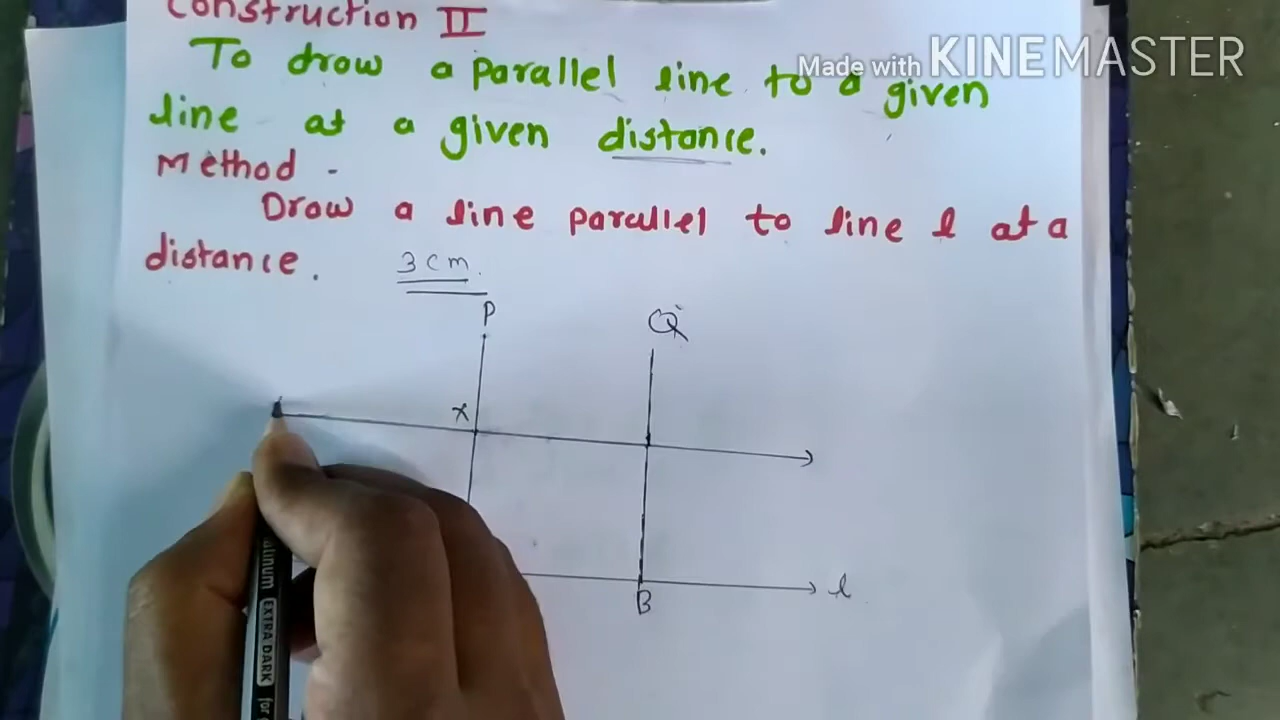 Construction II
To draw a parallel line to a given
line at a given distance.
Method -
Draw a line parallel to line l at a
distance. 3 cm.
P
Q
x
B
l
Made with KINEMASTER
EXTRA DARK